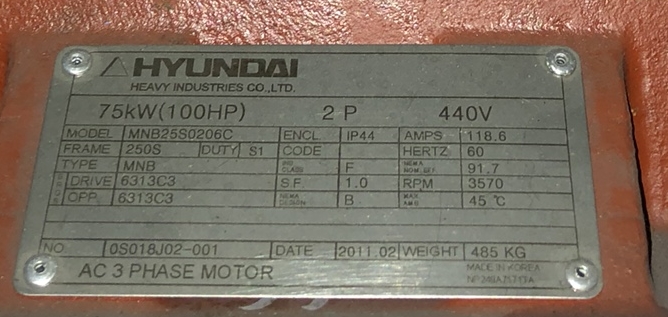 HYUNDAI
HEAVY INDUSTRIES CO.,LTD.
75kW(100HP) 2 P 440V
MODEL MNB25S0206C ENCL IP44 AMPS 118.6
FRAME 250S DUTY S1 CODE HERTZ 60
TYPE MNB INS CLASS F NEMA NOM. EFF 91.7
DRIVE 6313C3 S.F. 1.0 RPM 3570
OPP. 6313C3 NEMA DESIGN B MAX. AMB 45 ℃
NO. 0S018J02-001 DATE 2011.02 WEIGHT 485 KG
AC 3 PHASE MOTOR MADE IN KOREA